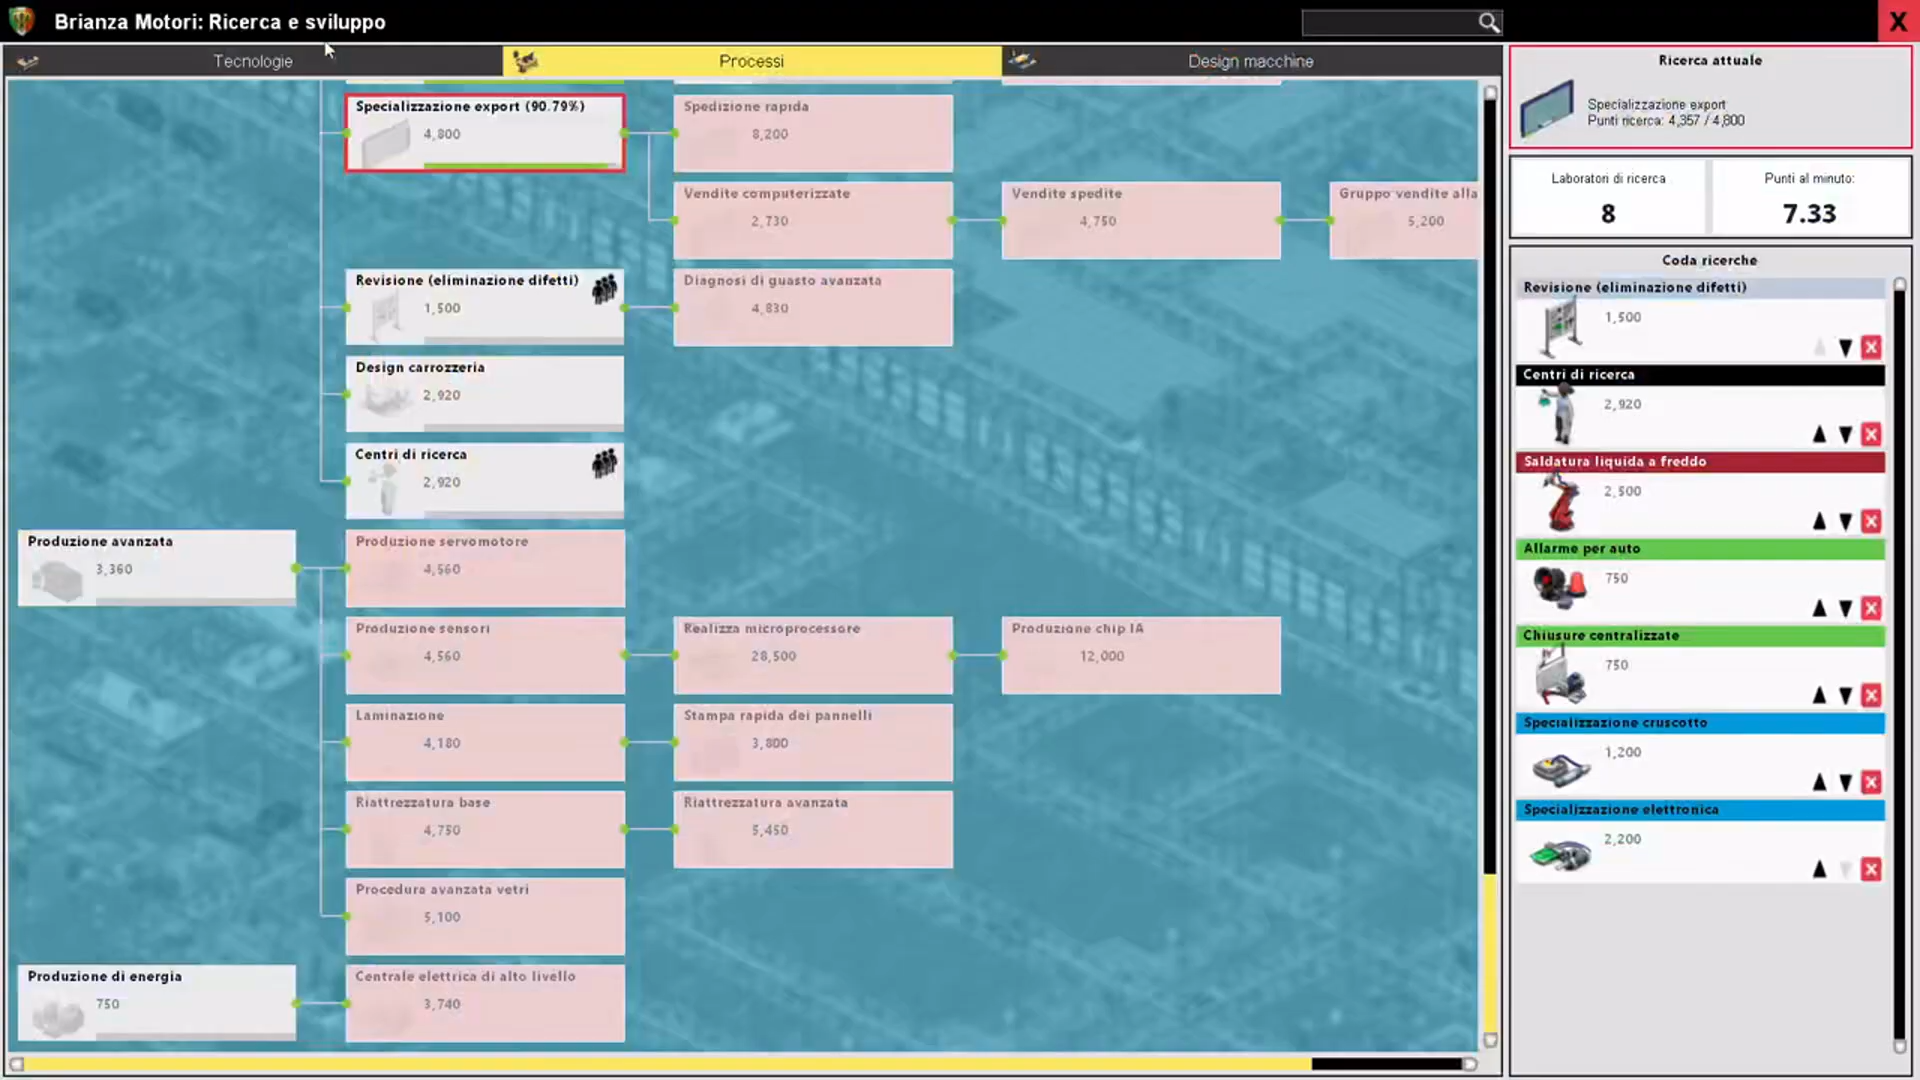 Brianza Motori: Ricerca e sviluppo
X
Tecnologie
Processi
Design macchine
Specializzazione export (90.79%)
4,800
Spedizione rapida
8,200
Vendite computerizzate
2,730
Vendite spedite
4,750
Gruppo vendite alla
5,200
Revisione (eliminazione difetti)
1,500
Diagnosi di guasto avanzata
4,830
Design carrozzeria
2,920
Centri di ricerca
2,920
Produzione avanzata
3,360
Produzione servomotore
4,560
Produzione sensori
4,560
Realizza microprocessore
28,500
Produzione chip IA
12,000
Laminazione
4,180
Stampa rapida dei pannelli
3,800
Riattrezzatura base
4,750
Riattrezzatura avanzata
5,450
Procedura avanzata vetri
5,100
Produzione di energia
750
Centrale elettrica di alto livello
3,740
Ricerca attuale
Specializzazione export
Punti ricerca: 4,357 / 4,800
Laboratori di ricerca
8
Punti al minuto:
7.33
Coda ricerche
Revisione (eliminazione difetti)
1,500
Centri di ricerca
2,920
Saldatura liquida a freddo
2,500
Allarme per auto
750
Chiusure centralizzate
750
Specializzazione cruscotto
1,200
Specializzazione elettronica
2,200